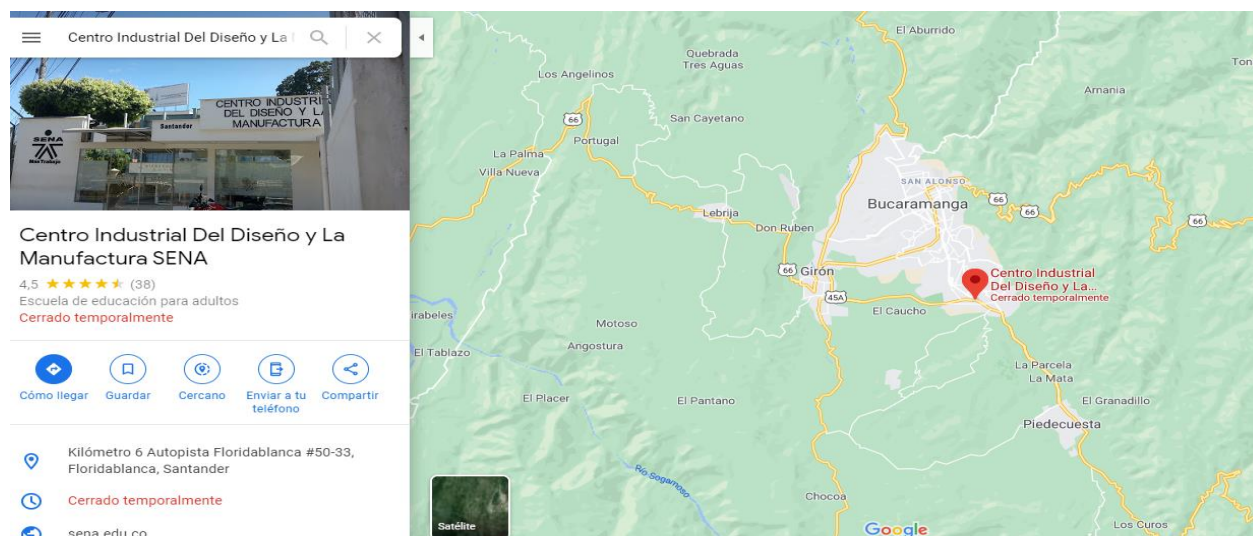 Centro Industrial Del Diseño y La
CENTRO INDUSTRI
DEL DISEÑO Y L
MANUFACTURA
Santander
SENA
Centro Industrial Del Diseño y La
Manufactura SENA
4,5 (38)
Escuela de educación para adultos
Cerrado temporalmente
Cómo llegar
Guardar
Cercano
Enviar a tu
teléfono
Compartir
Kilómetro 6 Autopista Floridablanca #50-33,
Floridablanca, Santander
Cerrado temporalmente
sena.edu.co
El Aburrido
Quebrada
Tres Aguas
Ton
Los Angelinos
Arnania
66
San Cayetano
Portugal
La Palma
Villa Nueva
SAN ALONSO
66
Bucaramanga
66
66
Lebrija
Don Ruben
66
Girón
Centro Industrial
Del Diseño y La...
Cerrado temporalmente
45A
El Caucho
irabeles
Motoso
Angostura
El Tablazo
La Parcela
La Mata
El Placer
El Pantano
El Granadillo
Piedecuesta
Río Sogamoso
Chocoa
Satélite
Google
Los Curos